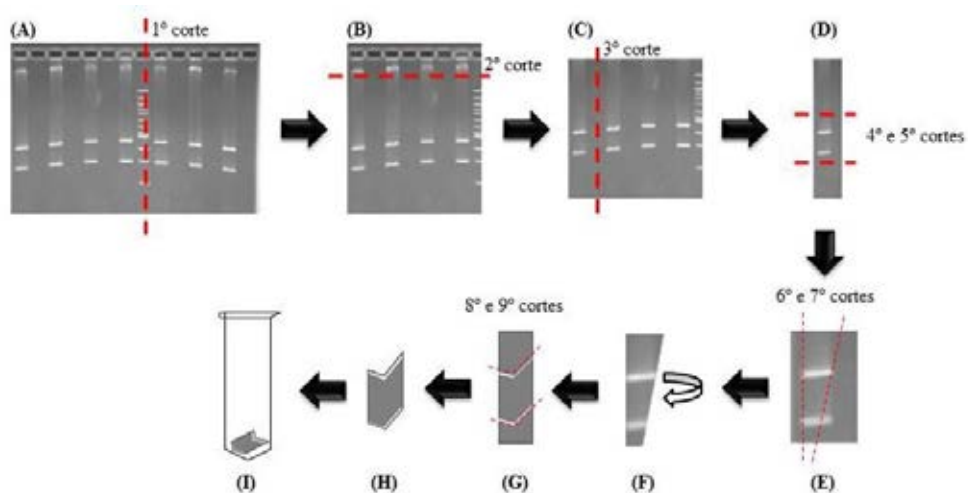 (A)
1º corte
(B)
2º corte
(C)
3º corte
(D)
4º e 5º cortes
6º e 7º cortes
8º e 9º cortes
(I)
(H)
(G)
(F)
(E)